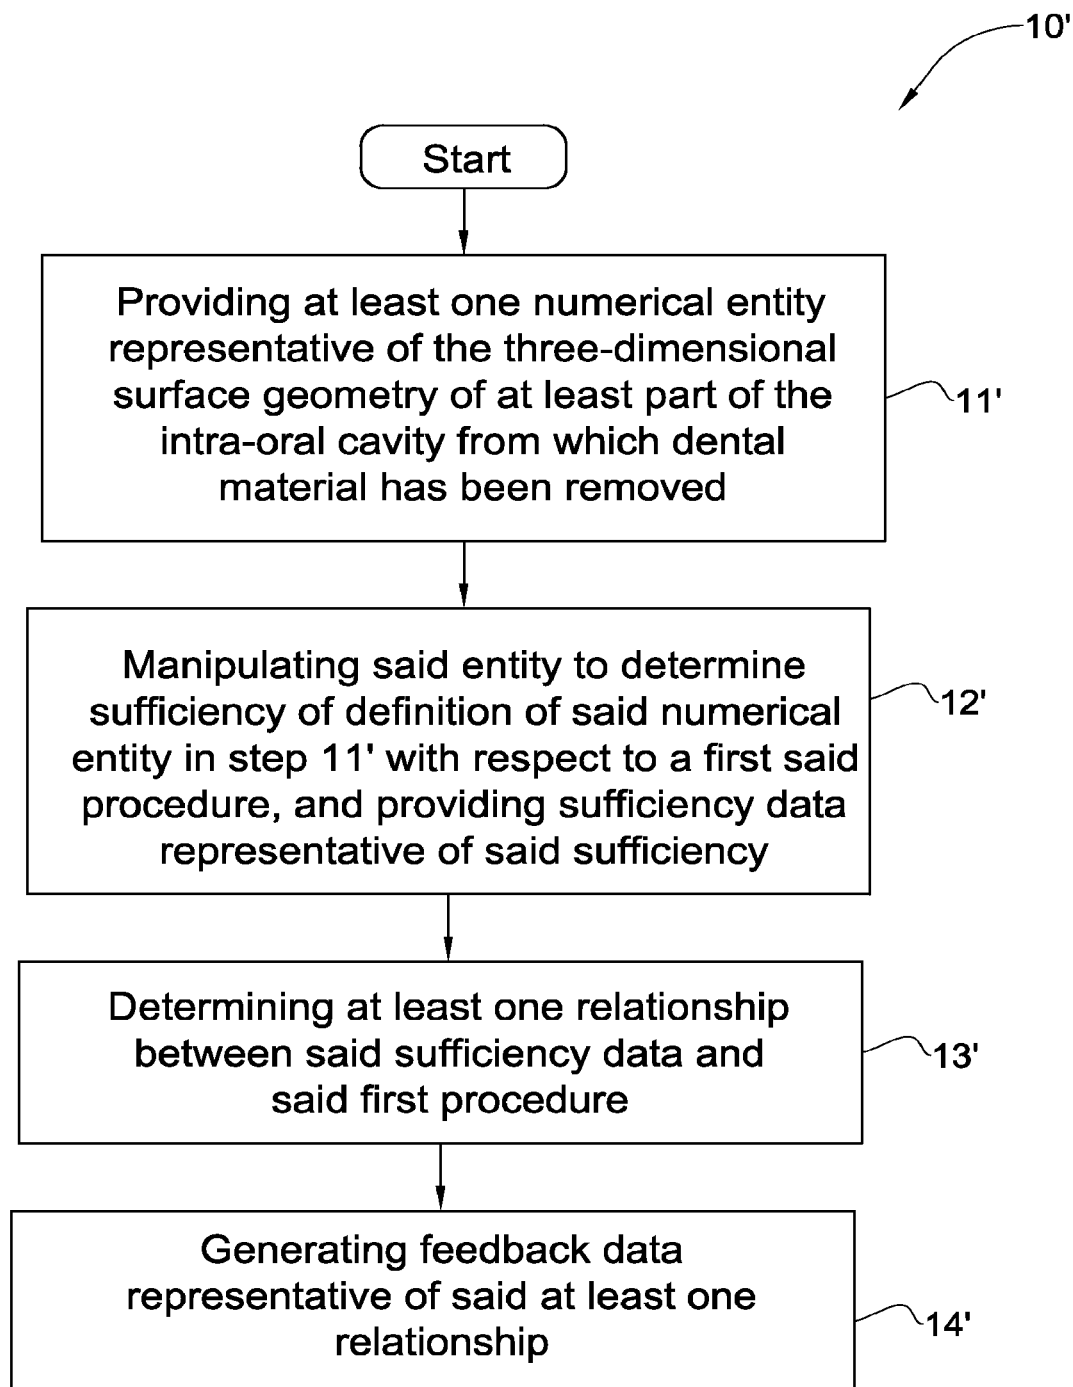 10'
Start
Providing at least one numerical entity
representative of the three-dimensional
surface geometry of at least part of the
intra-oral cavity from which dental
material has been removed
11'
Manipulating said entity to determine
sufficiency of definition of said numerical
entity in step 11' with respect to a first said
procedure, and providing sufficiency data
representative of said sufficiency
12'
Determining at least one relationship
between said sufficiency data and
said first procedure
13'
Generating feedback data
representative of said at least one
relationship
14'